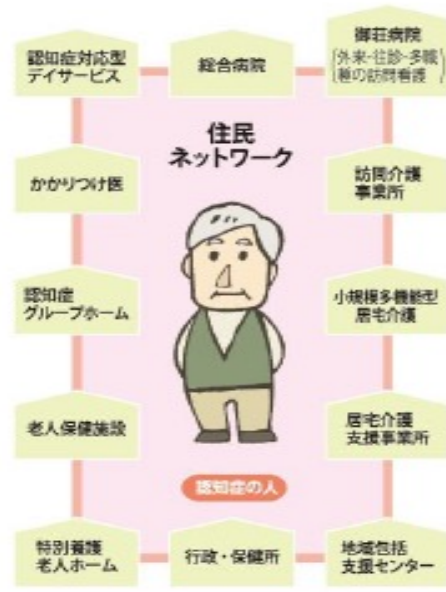 認知症対応型
デイサービス
総合病院
御荘病院
(外来・往診・多職
種の訪問看護)
住民
ネットワーク
かかりつけ医
訪問介護
事業所
認知症
グループホーム
小規模多機能型
居宅介護
老人保健施設
居宅介護
支援事業所
認知症の人
特別養護
老人ホーム
行政・保健所
地域包括
支援センター